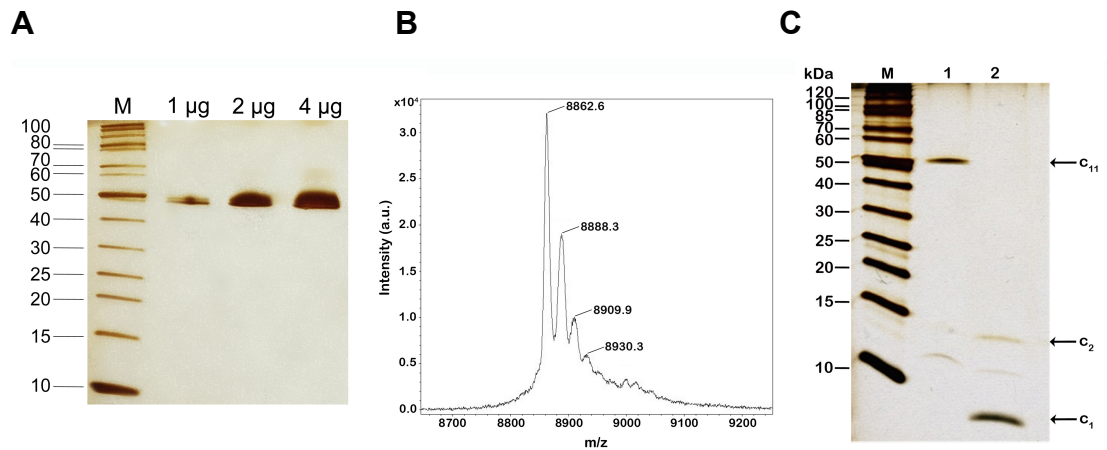 A
B
C
M 1 µg 2 µg 4 µg
100
80
70
60
50
40
30
25
20
15
10
x10⁴
3.0
2.5
2.0
1.5
1.0
0.5
0.0
Intensity (a.u.)
8862.6
8888.3
8909.9
8930.3
8700 8800 8900 9000 9100 9200
m/z
kDa M 1 2
120
100
85
70
60
50
40
30
25
20
15
10
c₁₁
c₂
c₁